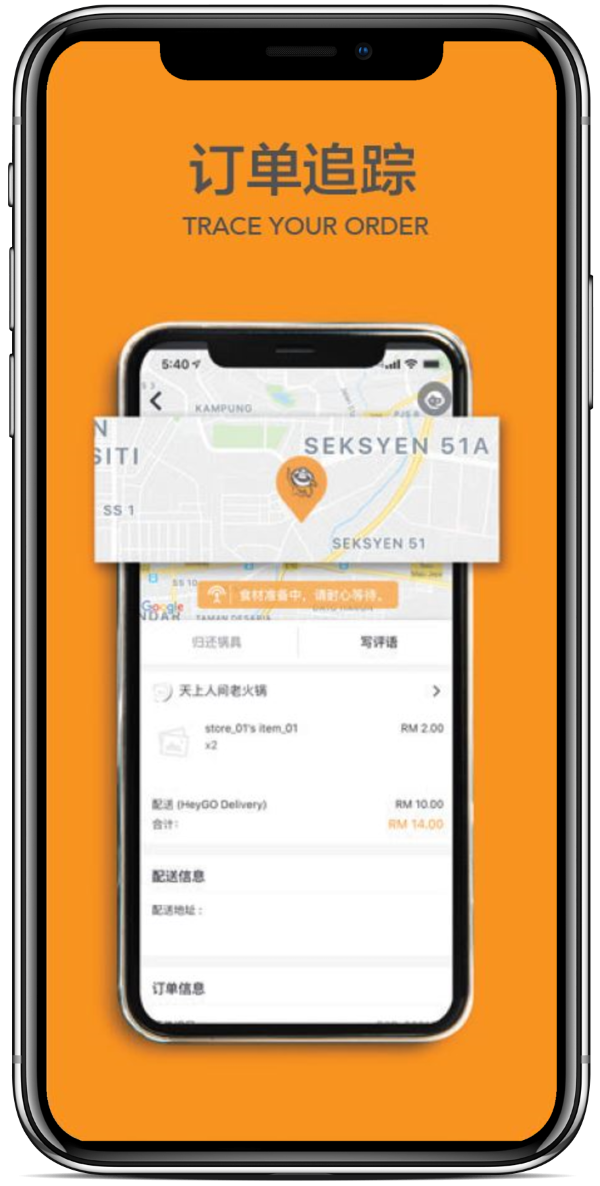 订单追踪
TRACE YOUR ORDER
5:40
S 3
KAMPUNG
PJS 8
N
SITI
SEKSYEN 51A
SS 1
SEKSYEN 51
SS 10
食材准备中，请耐心等待。
Google
NDAR
TAMAN DESARIA
归还锅具 写评语
天上人间老火锅
store_01's item_01 RM 2.00
x2
配送 (HeyGO Delivery) RM 10.00
合计： RM 14.00
配送信息
配送地址：
订单信息